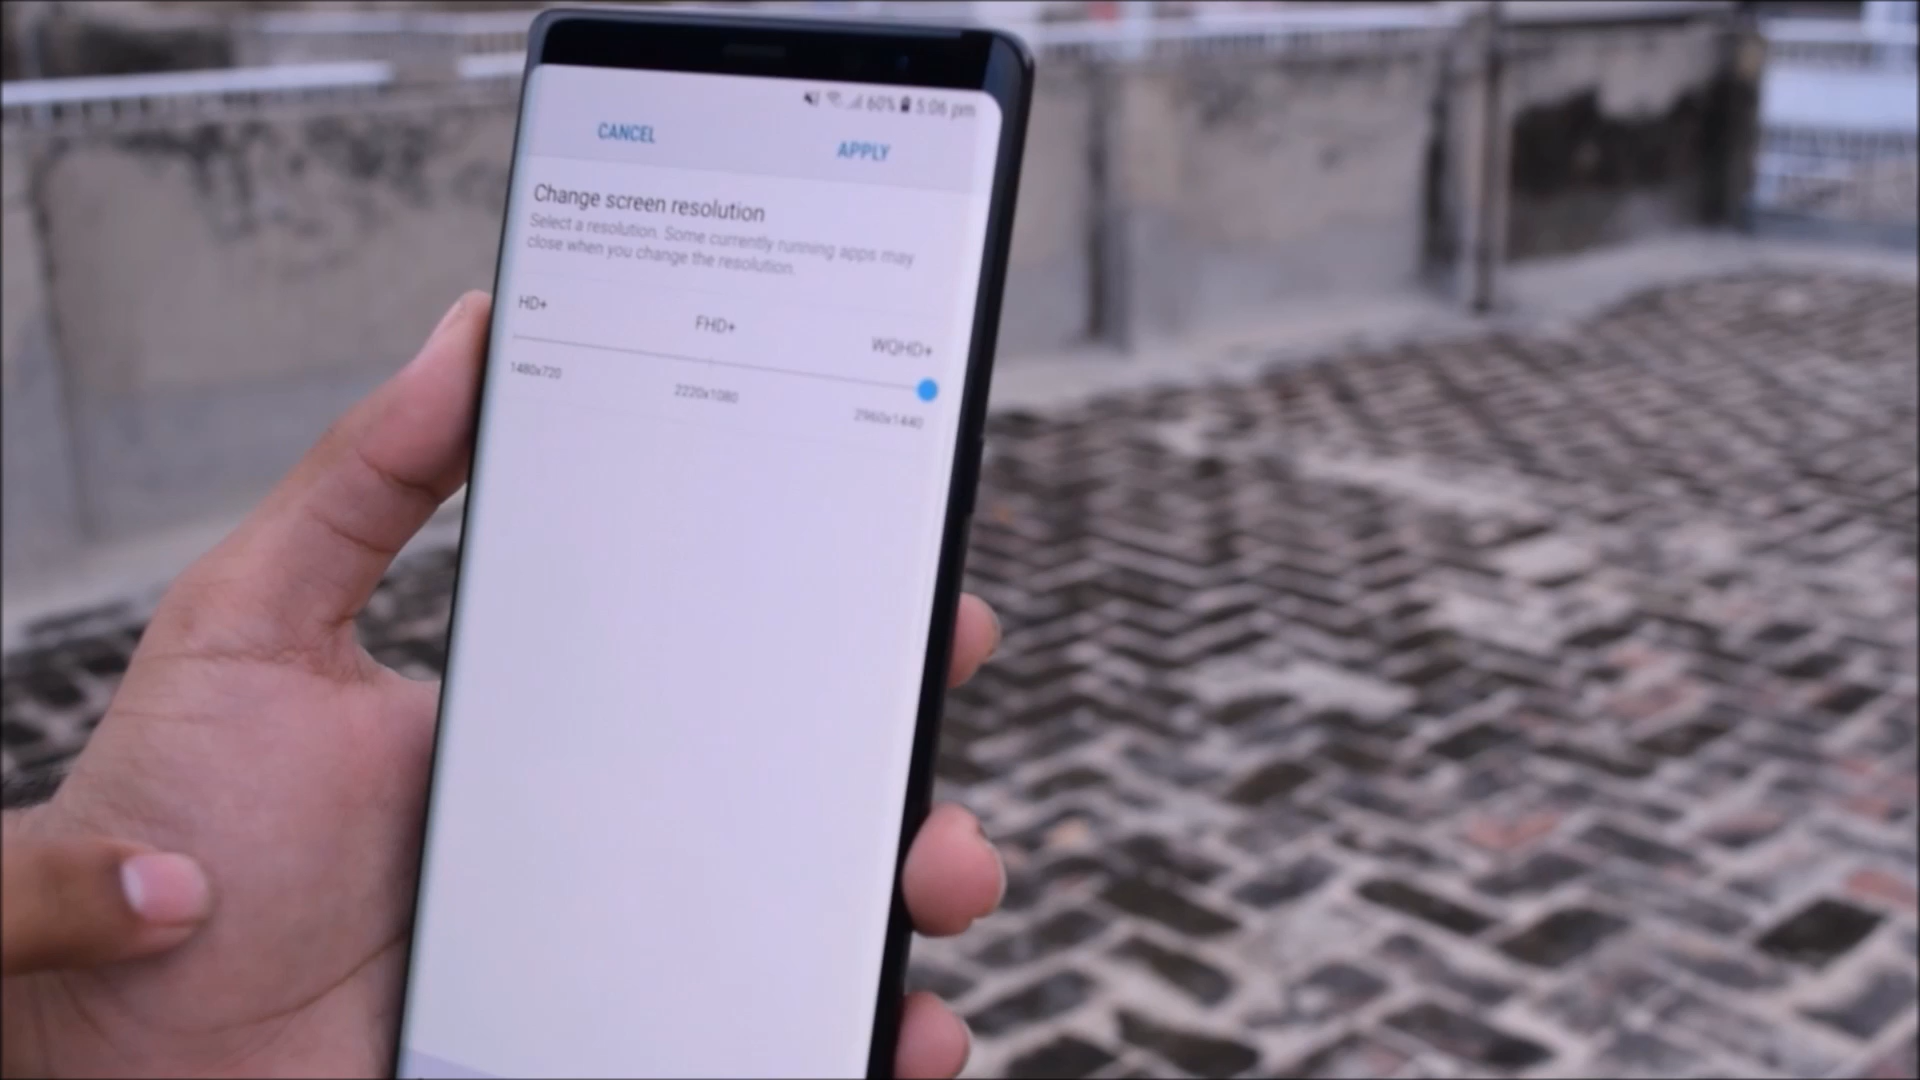 60% 5:06 pm
CANCEL APPLY
Change screen resolution
Select a resolution. Some currently running apps may
close when you change the resolution.
HD+ FHD+ WQHD+
1480x720 2220x1080 2960x1440